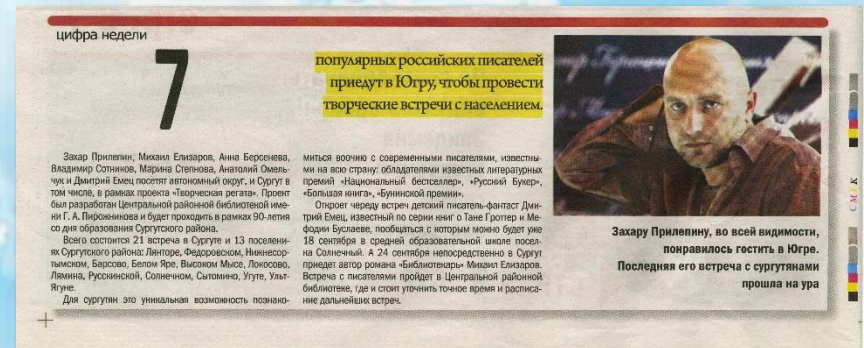 цифра недели
7
популярных российских писателей
приедут в Югру, чтобы провести
творческие встречи с населением.
Захар Прилепин, Михаил Елизаров, Анна Берсенева,
Владимир Сотников, Марина Степнова, Анатолий Омель-
чук и Дмитрий Емец посетят автономный округ, и Сургут в
том числе, в рамках проекта «Творческая регата». Проект
был разработан Центральной районной библиотекой име-
ни Г. А. Пирожникова и будет проходить в рамках 90-летия
со дня образования Сургутского района.
Всего состоится 21 встреча в Сургуте и 13 поселени-
ях Сургутского района: Лянторе, Федоровском, Нижнесор-
тымском, Барсово, Белом Яре, Высоком Мысе, Локосово,
Лямина, Русскинской, Солнечном, Сытомино, Угуте, Ульт-
Ягуне.
Для сургутян это уникальная возможность познако-
миться воочию с современными писателями, известны-
ми на всю страну: обладателями известных литературных
премий «Национальный бестселлер», «Русский Букер»,
«Большая книга», «Бунинской премии».
Откроет череду встреч детский писатель-фантаст Дми-
трий Емец, известный по серии книг о Тане Гроттер и Ме-
фодии Буслаеве, пообщаться с которым можно будет уже
18 сентября в средней образовательной школе посел-
ка Солнечный. А 24 сентября непосредственно в Сургут
приедет автор романа «Библиотекарь» Михаил Елизаров.
Встреча с писателями пройдет в Центральной районной
библиотеке, где и стоит уточнить точное время и расписа-
ние дальнейших встреч.
Захару Прилепину, во всей видимости,
понравилось гостить в Югре.
Последняя его встреча с сургутянами
прошла на ура
CMYK